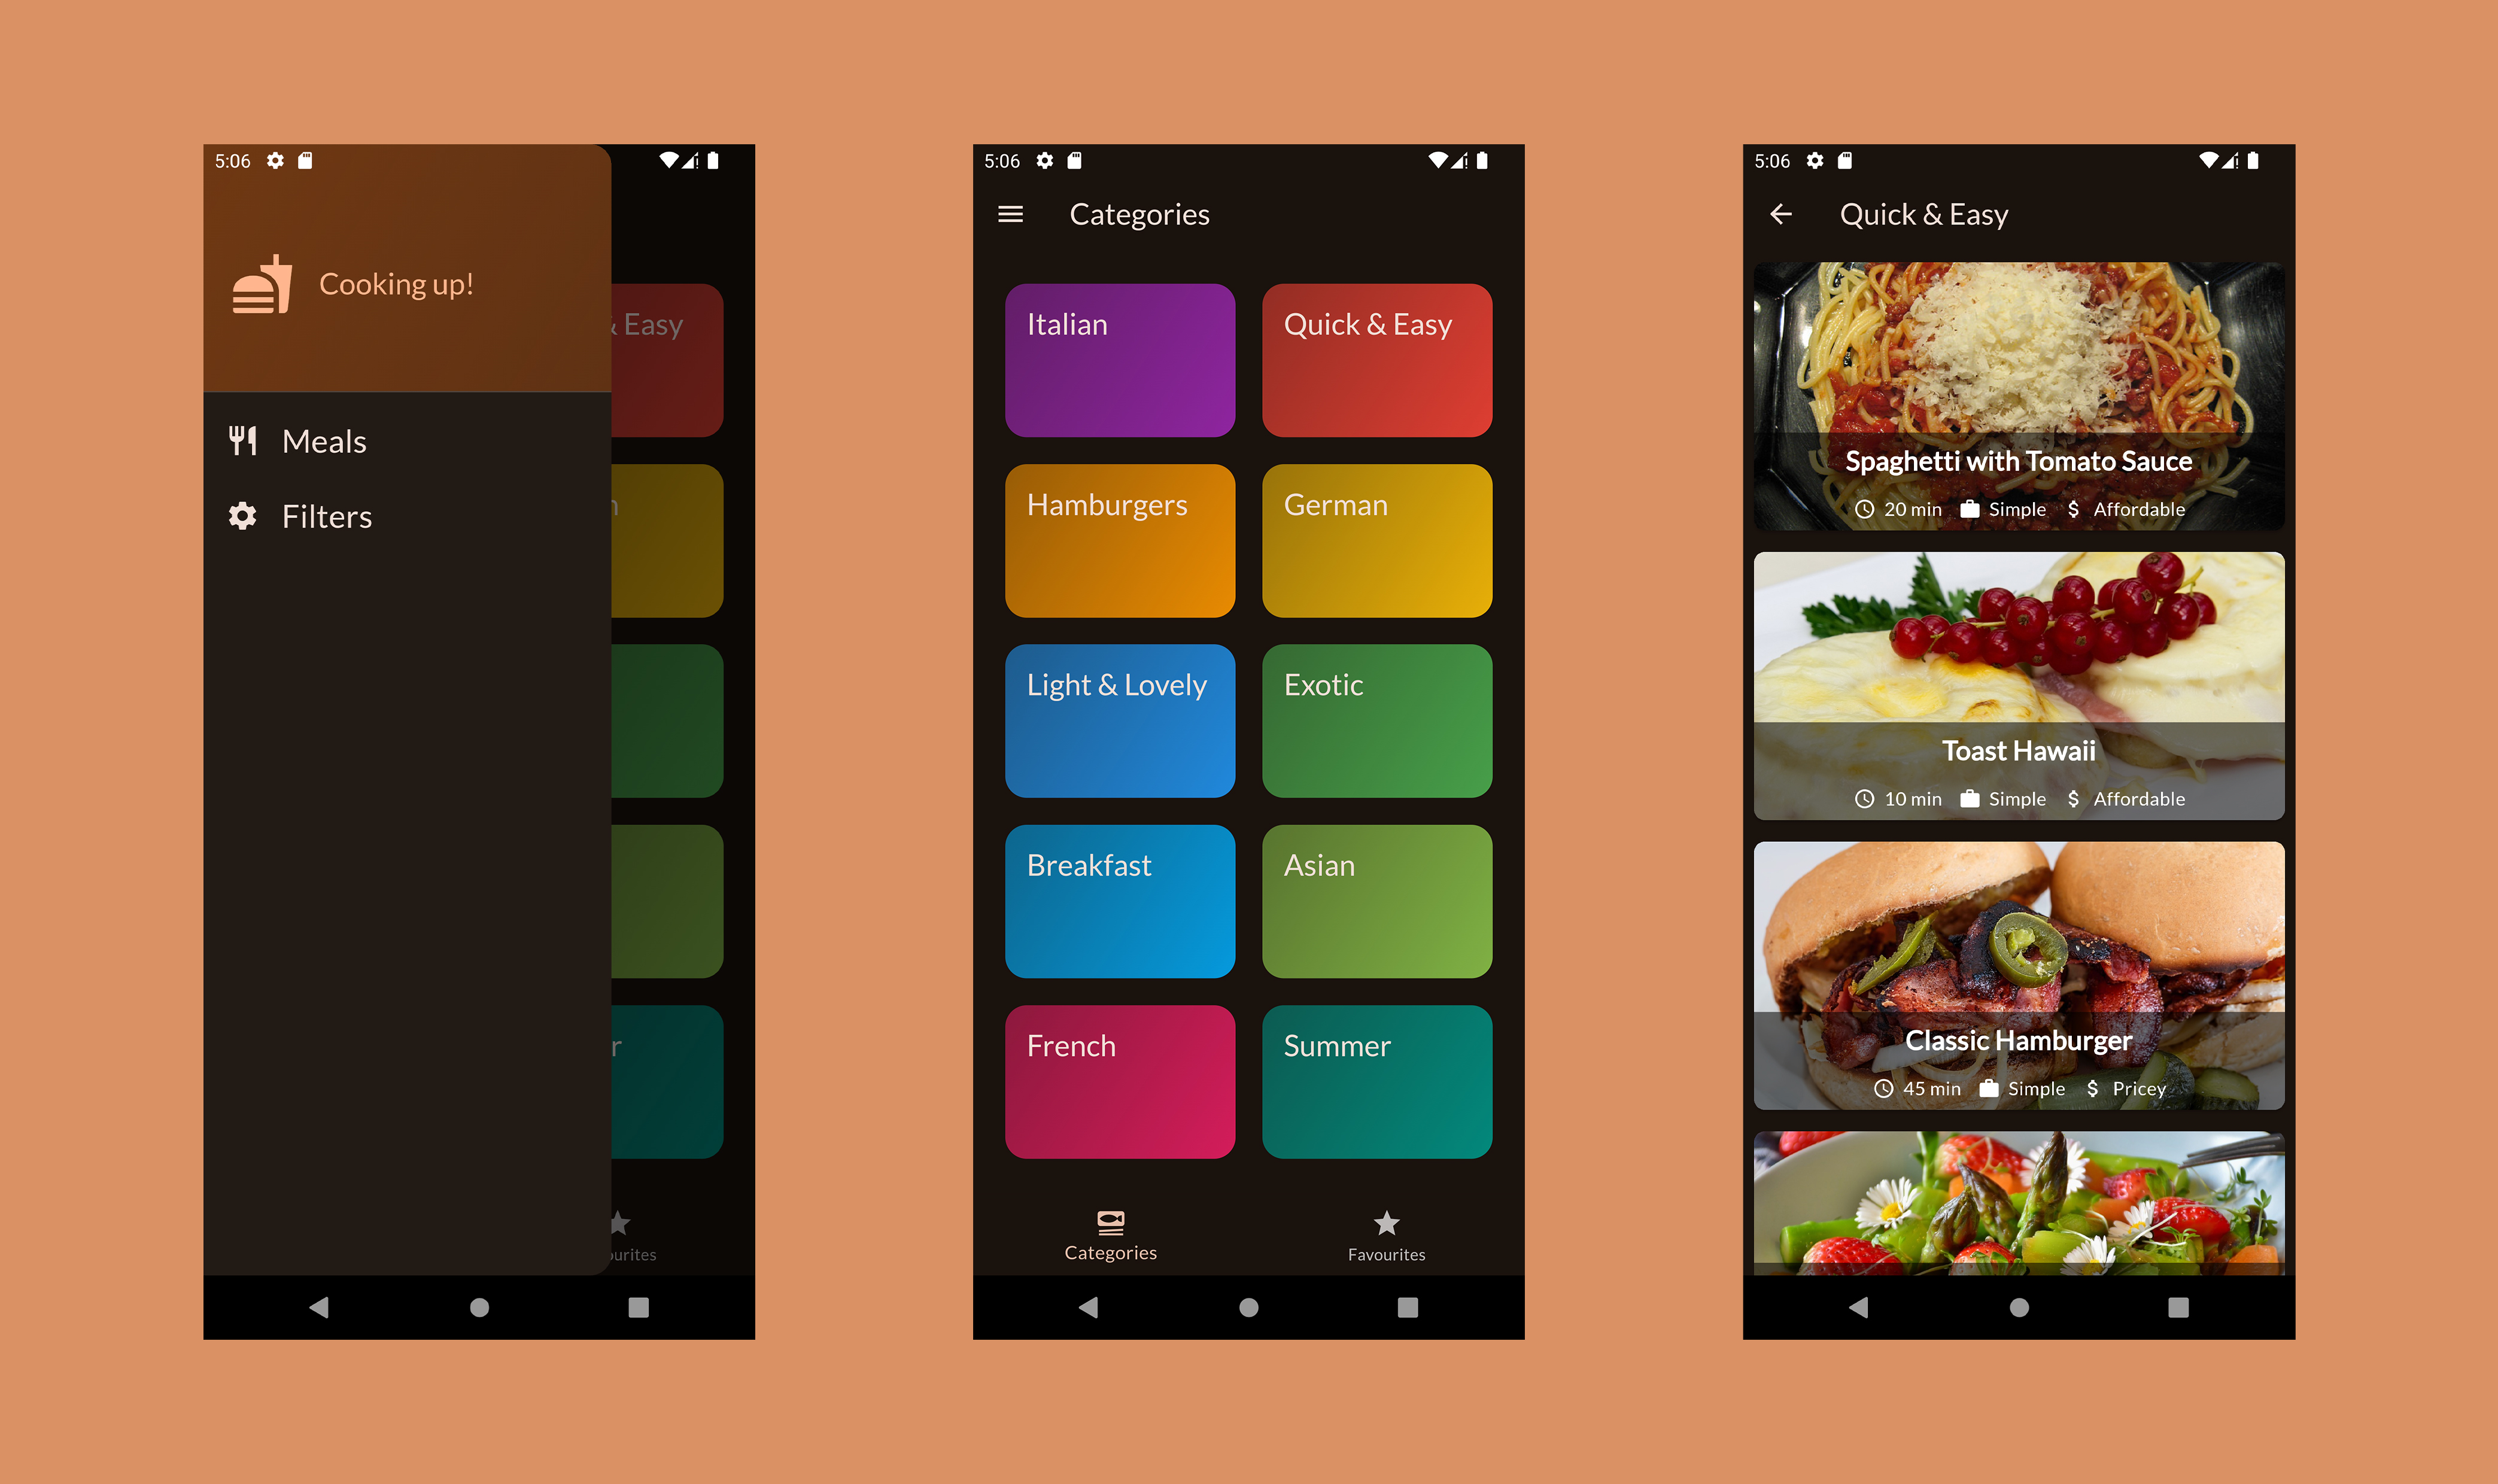 5:06
Cooking up!
& Easy
Meals
Filters
5:06
Categories
Italian
Quick & Easy
Hamburgers
German
Light & Lovely
Exotic
Breakfast
Asian
French
Summer
Categories
Favourites
5:06
Quick & Easy
Spaghetti with Tomato Sauce
20 min Simple $ Affordable
Toast Hawaii
10 min Simple $ Affordable
Classic Hamburger
45 min Simple $ Pricey